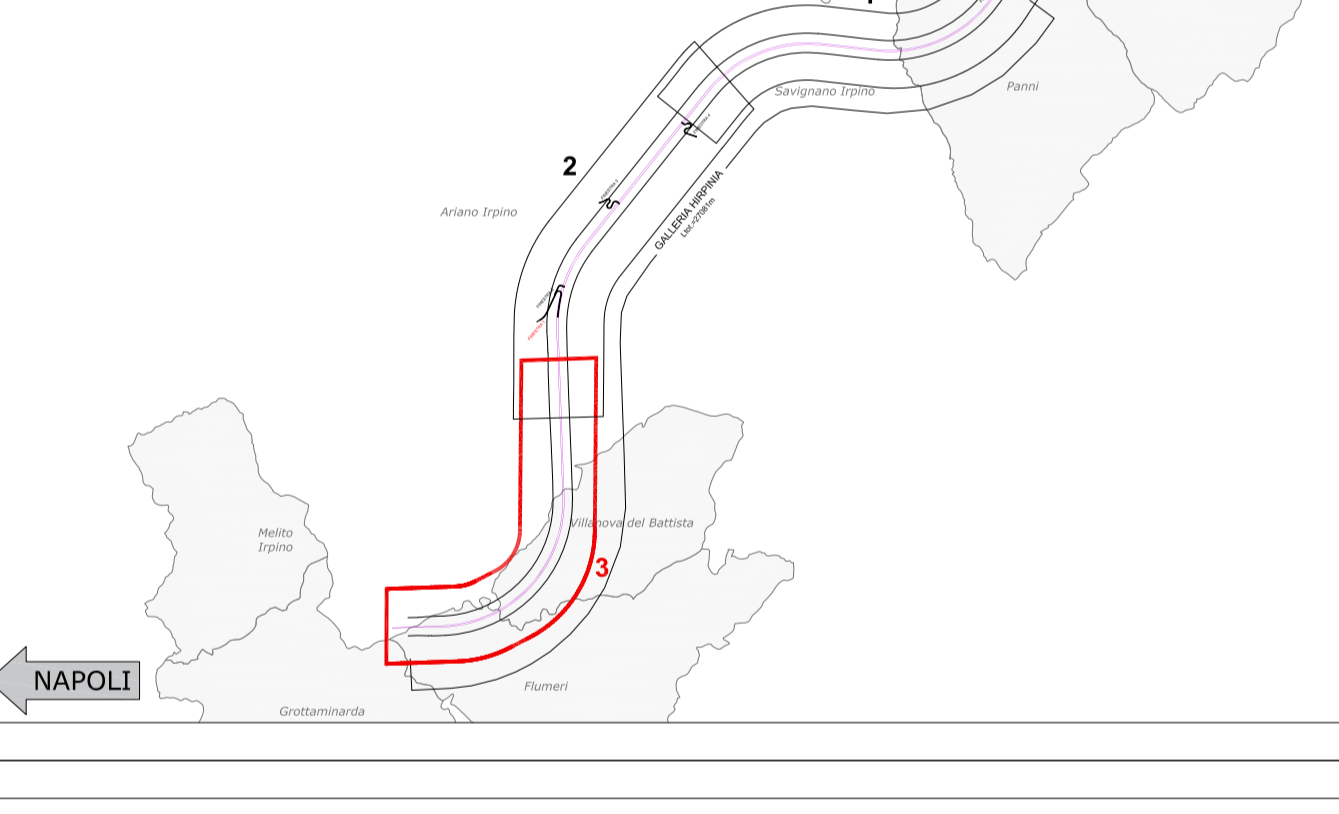 Savignano Irpino
Panni
2
Ariano Irpino
GALLERIA HIRPINIA
Ltot.=27081m
Melito
Irpino
Villanova del Battista
3
NAPOLI
Flumeri
Grottaminarda